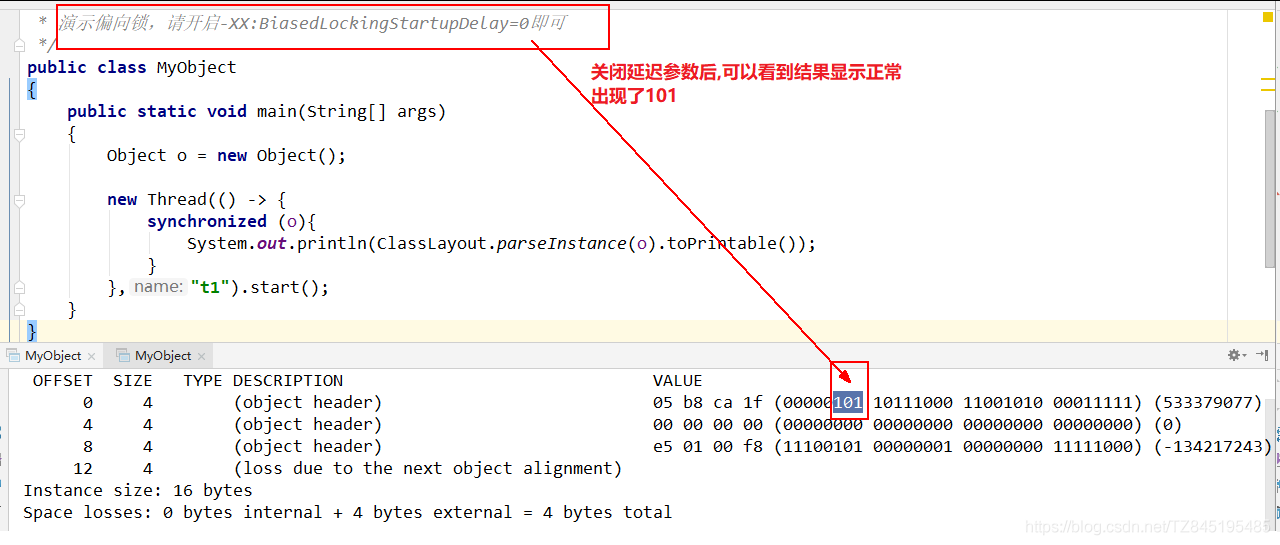 * 演示偏向锁，请开启-XX:BiasedLockingStartupDelay=0即可
*/
public class MyObject
{
public static void main(String[] args)
{
Object o = new Object();
new Thread(() -> {
synchronized (o){
System.out.println(ClassLayout.parseInstance(o).toPrintable());
}
}, name: "t1").start();
}
}
关闭延迟参数后,可以看到结果显示正常
出现了101
MyObject × MyObject ×
OFFSET SIZE TYPE DESCRIPTION VALUE
0 4 (object header) 05 b8 ca 1f (00000101 10111000 11001010 00011111) (533379077)
4 4 (object header) 00 00 00 00 (00000000 00000000 00000000 00000000) (0)
8 4 (object header) e5 01 00 f8 (11100101 00000001 00000000 11111000) (-134217243)
12 4 (loss due to the next object alignment)
Instance size: 16 bytes
Space losses: 0 bytes internal + 4 bytes external = 4 bytes total
https://blog.csdn.net/TZ845195485